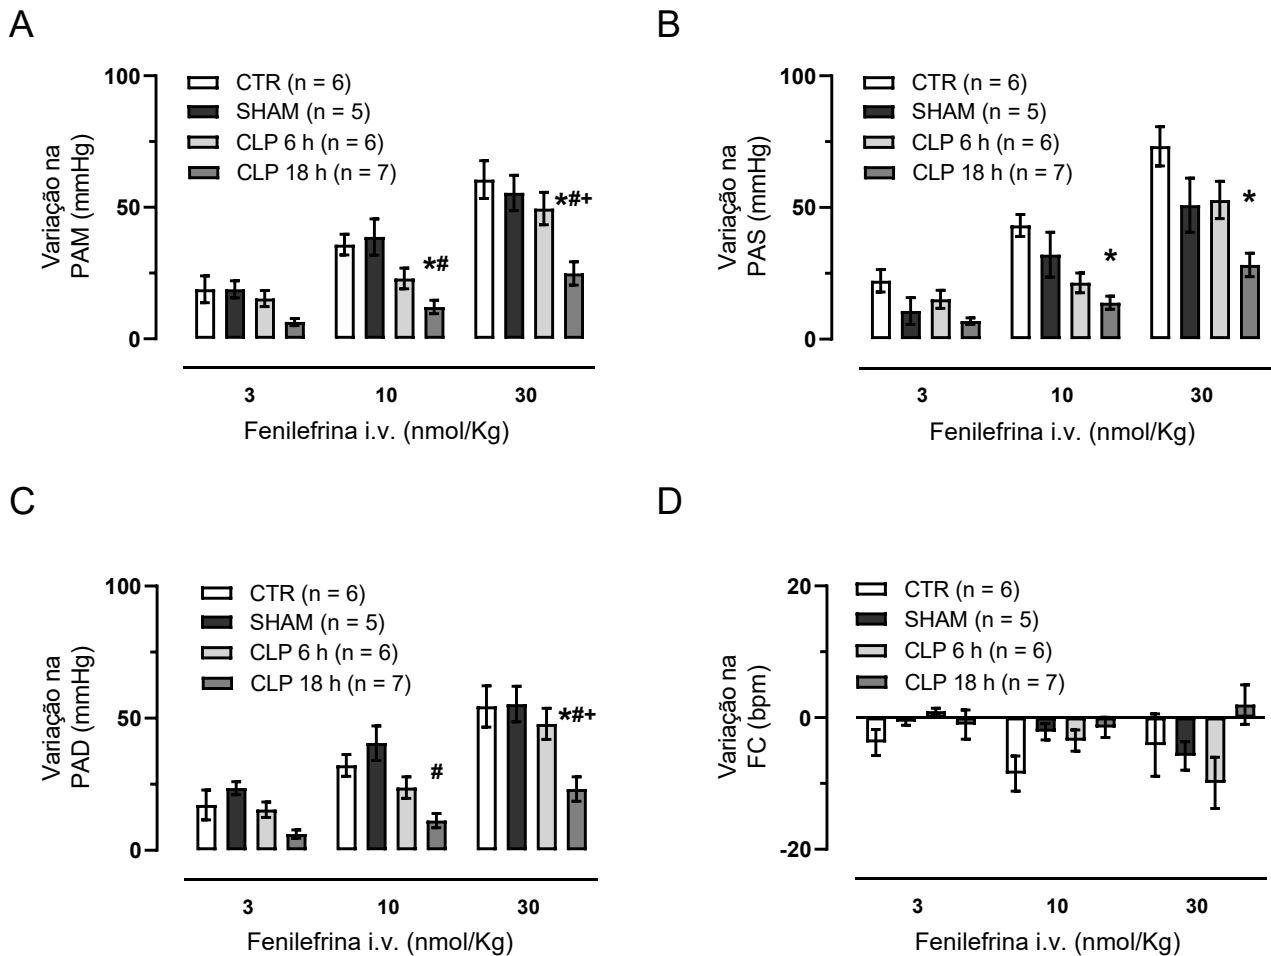 A
100
50
0
Variação na
PAM (mmHg)
CTR (n = 6)
SHAM (n = 5)
CLP 6 h (n = 6)
CLP 18 h (n = 7)
*#
*#+
3 10 30
Fenilefrina i.v. (nmol/Kg)
B
100
50
0
Variação na
PAS (mmHg)
CTR (n = 6)
SHAM (n = 5)
CLP 6 h (n = 6)
CLP 18 h (n = 7)
*
*
3 10 30
Fenilefrina i.v. (nmol/Kg)
C
100
50
0
Variação na
PAD (mmHg)
CTR (n = 6)
SHAM (n = 5)
CLP 6 h (n = 6)
CLP 18 h (n = 7)
#
*#+
3 10 30
Fenilefrina i.v. (nmol/Kg)
D
20
0
-20
Variação na
FC (bpm)
CTR (n = 6)
SHAM (n = 5)
CLP 6 h (n = 6)
CLP 18 h (n = 7)
3 10 30
Fenilefrina i.v. (nmol/Kg)